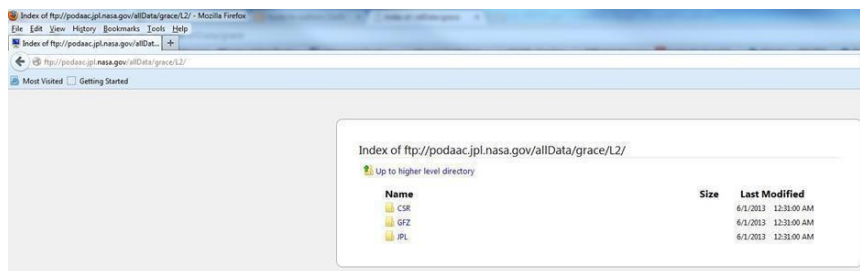 Index of ftp://podaac.jpl.nasa.gov/allData/grace/L2/ - Mozilla Firefox
File Edit View History Bookmarks Tools Help
Index of ftp://podaac.jpl.nasa.gov/allDat... +
ftp://podaac.jpl.nasa.gov/allData/grace/L2/
Most Visited Getting Started
Index of ftp://podaac.jpl.nasa.gov/allData/grace/L2/
Up to higher level directory
Name Size Last Modified
CSR 6/1/2013 12:31:00 AM
GFZ 6/1/2013 12:31:00 AM
JPL 6/1/2013 12:31:00 AM